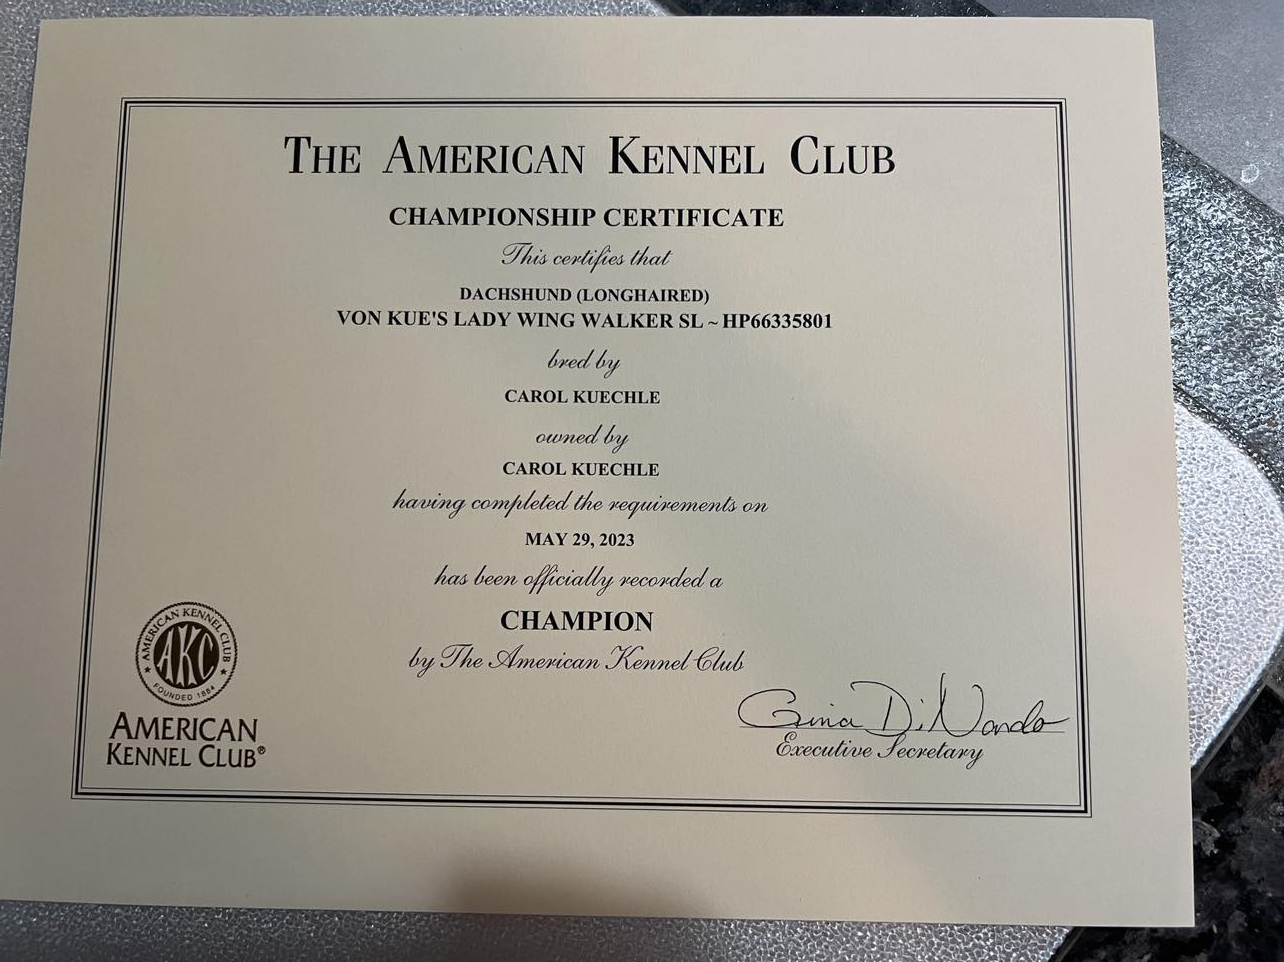 THE AMERICAN KENNEL CLUB
CHAMPIONSHIP CERTIFICATE
This certifies that
DACHSHUND (LONGHAIRED)
VON KUE'S LADY WING WALKER SL ~ HP66335801
bred by
CAROL KUECHLE
owned by
CAROL KUECHLE
having completed the requirements on
MAY 29, 2023
has been officially recorded a
CHAMPION
by The American Kennel Club
AMERICAN KENNEL CLUB
AKC
FOUNDED 1884
AMERICAN
KENNEL CLUB®
Gina DiNardo
Executive Secretary